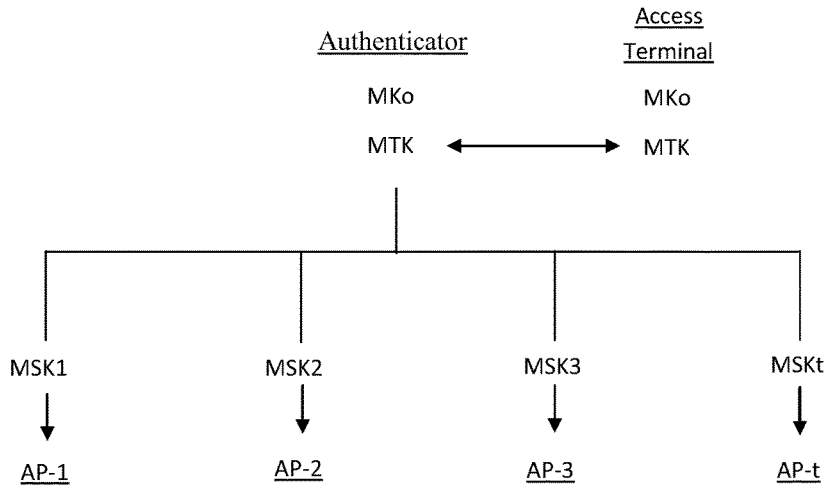 Access
Authenticator Terminal
MKo MKo
MTK MTK
MSK1 MSK2 MSK3 MSKt
AP-1 AP-2 AP-3 AP-t